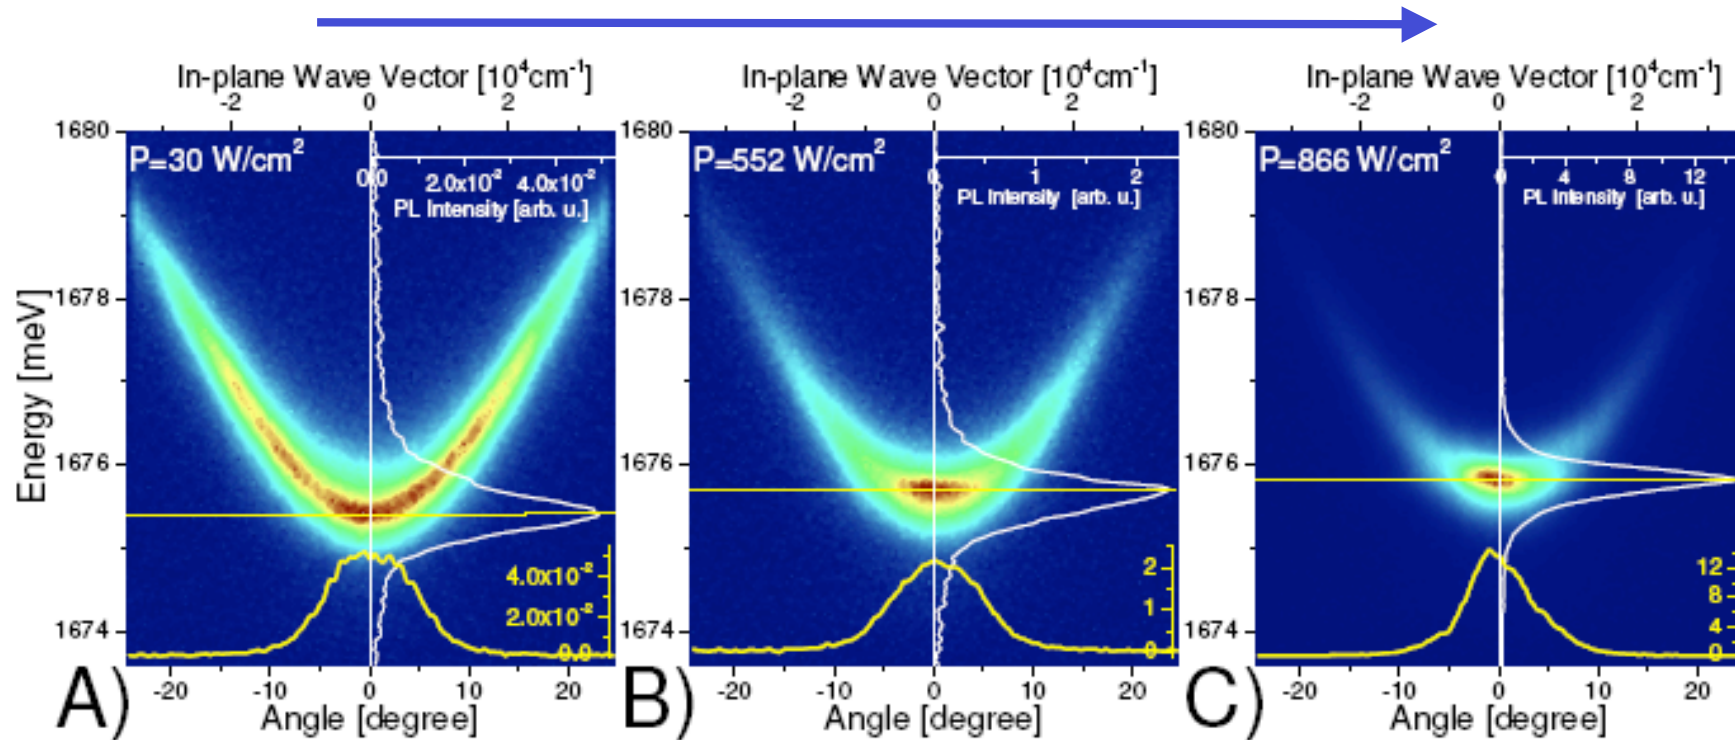 In-plane Wave Vector [10⁴cm⁻¹]
-2 0 2
1680
P=30 W/cm²
0.0 2.0x10⁻² 4.0x10⁻²
PL Intensity [arb. u.]
1678
Energy [meV]
1676
4.0x10⁻²
2.0x10⁻²
1674
0.0
A)
-20 -10 0 10 20
Angle [degree]
In-plane Wave Vector [10⁴cm⁻¹]
-2 0 2
1680
P=552 W/cm²
0 1 2
PL Intensity [arb. u.]
1678
1676
2
1
1674
0
B)
-20 -10 0 10 20
Angle [degree]
In-plane Wave Vector [10⁴cm⁻¹]
-2 0 2
1680
P=866 W/cm²
0 4 8 12
PL Intensity [arb. u.]
1678
1676
12
8
4
1674
0
C)
-20 -10 0 10 20
Angle [degree]